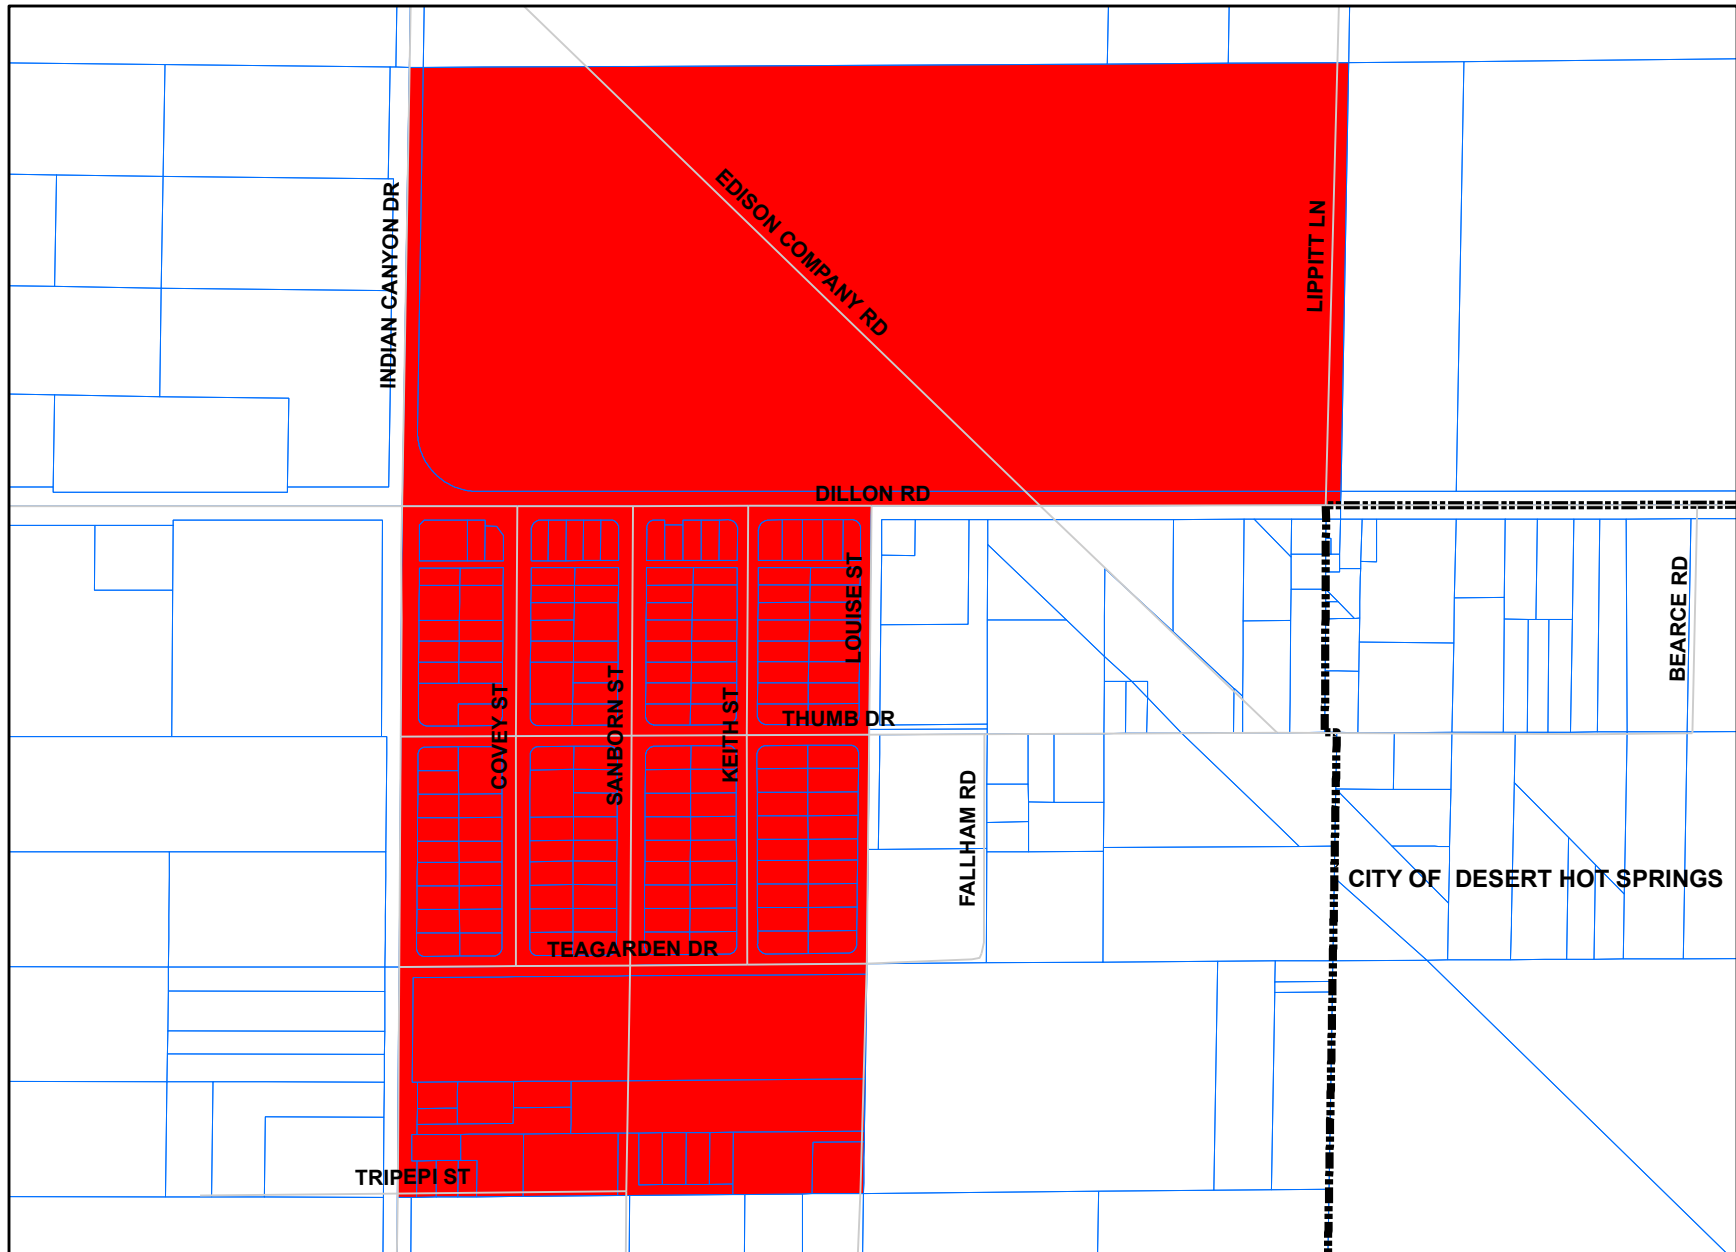 INDIAN CANYON DR
EDISON COMPANY RD
LIPPITT LN
DILLON RD
LOUISE ST
BEARCE RD
COVEY ST
SANBORN ST
KEITH ST
THUMB DR
FALLHAM RD
CITY OF DESERT HOT SPRINGS
TEAGARDEN DR
TRIPEPI ST